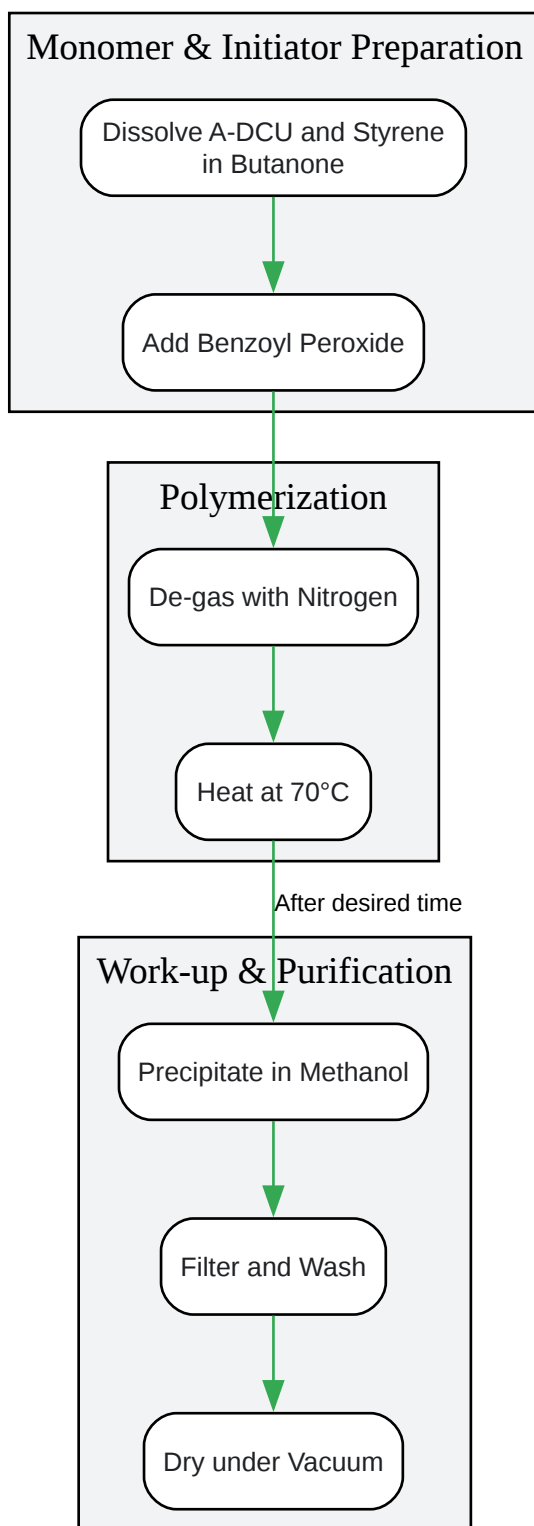 Monomer & Initiator Preparation
Dissolve A-DCU and Styrene
in Butanone
Add Benzoyl Peroxide
Polymerization
De-gas with Nitrogen
Heat at 70°C
After desired time
Work-up & Purification
Precipitate in Methanol
Filter and Wash
Dry under Vacuum